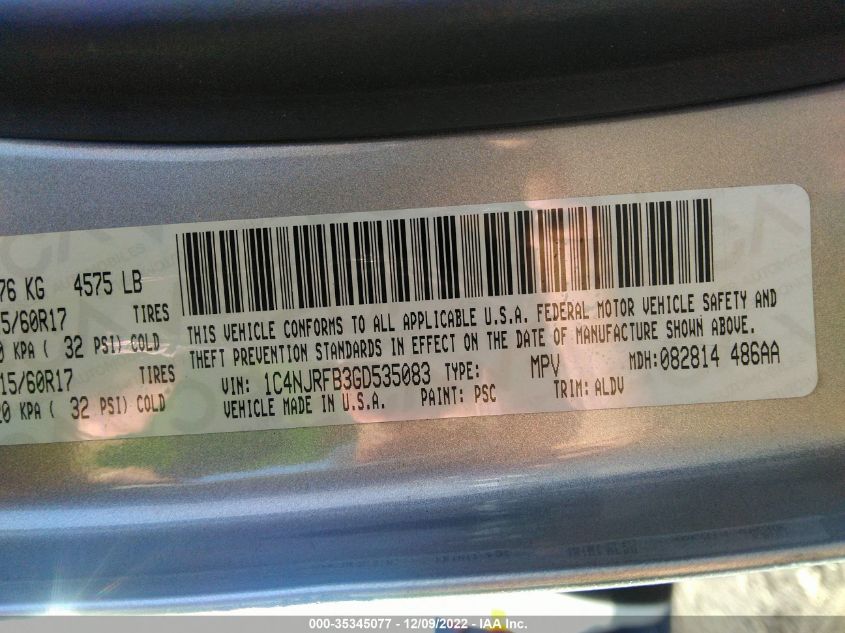 76 KG 4575 LB
5/60R17 TIRES
0 KPA ( 32 PSI) COLD
15/60R17 TIRES
20 KPA ( 32 PSI) COLD
THIS VEHICLE CONFORMS TO ALL APPLICABLE U.S.A. FEDERAL MOTOR VEHICLE SAFETY AND
THEFT PREVENTION STANDARDS IN EFFECT ON THE DATE OF MANUFACTURE SHOWN ABOVE.
VIN: 1C4NJRFB3GD535083 TYPE: MPV MDH:082814 486AA
VEHICLE MADE IN U.S.A. PAINT: PSC TRIM: ALDV
000-35345077 - 12/09/2022 - IAA Inc.